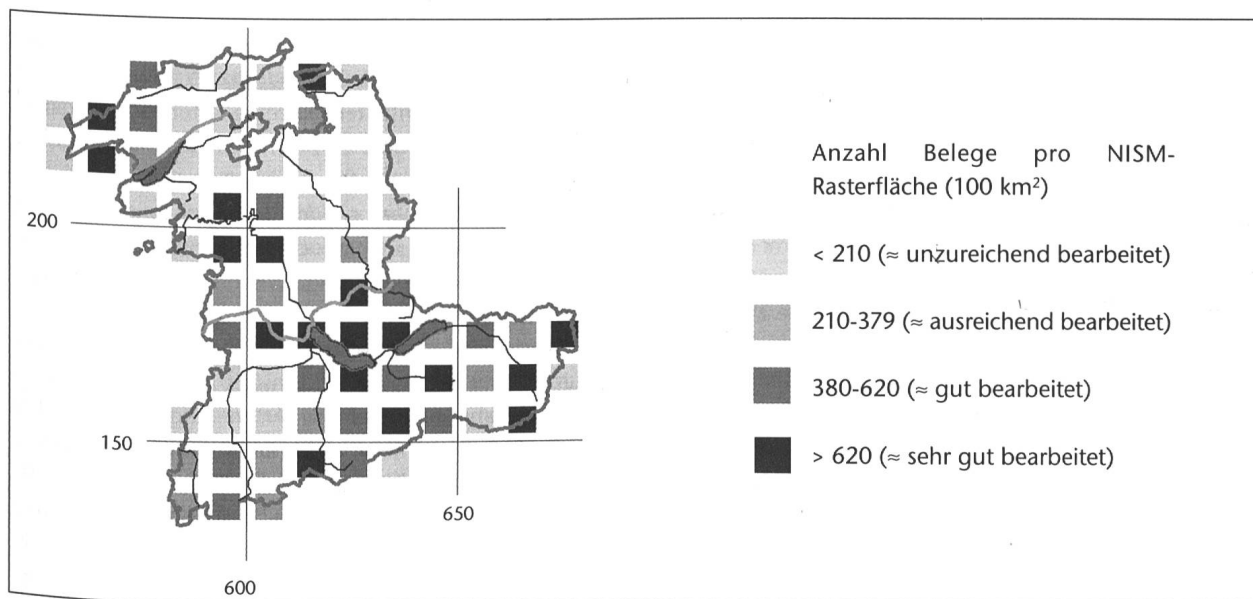 Anzahl Belege pro NISM-
Rasterfläche (100 km²)
< 210 (≈ unzureichend bearbeitet)
210-379 (≈ ausreichend bearbeitet)
380-620 (≈ gut bearbeitet)
> 620 (≈ sehr gut bearbeitet)
200
150
650
600